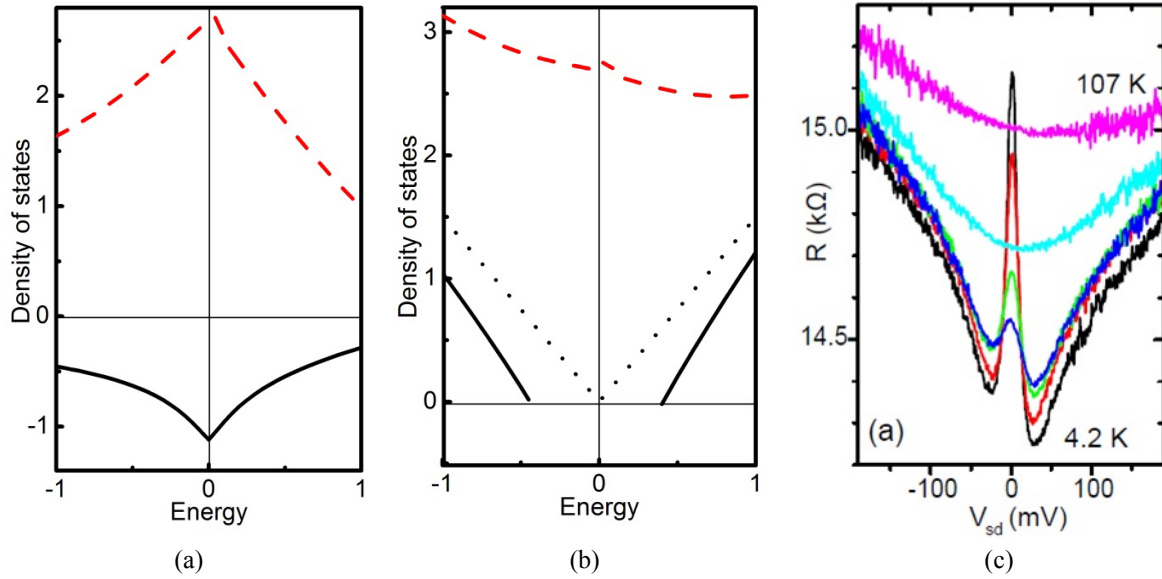 Density of states
2
1
0
-1
-1
0
1
Energy
(a)
Density of states
3
2
1
0
-1
0
1
Energy
(b)
R (kΩ)
15.0
14.5
107 K
4.2 K
(a)
-100
0
100
V_sd (mV)
(c)